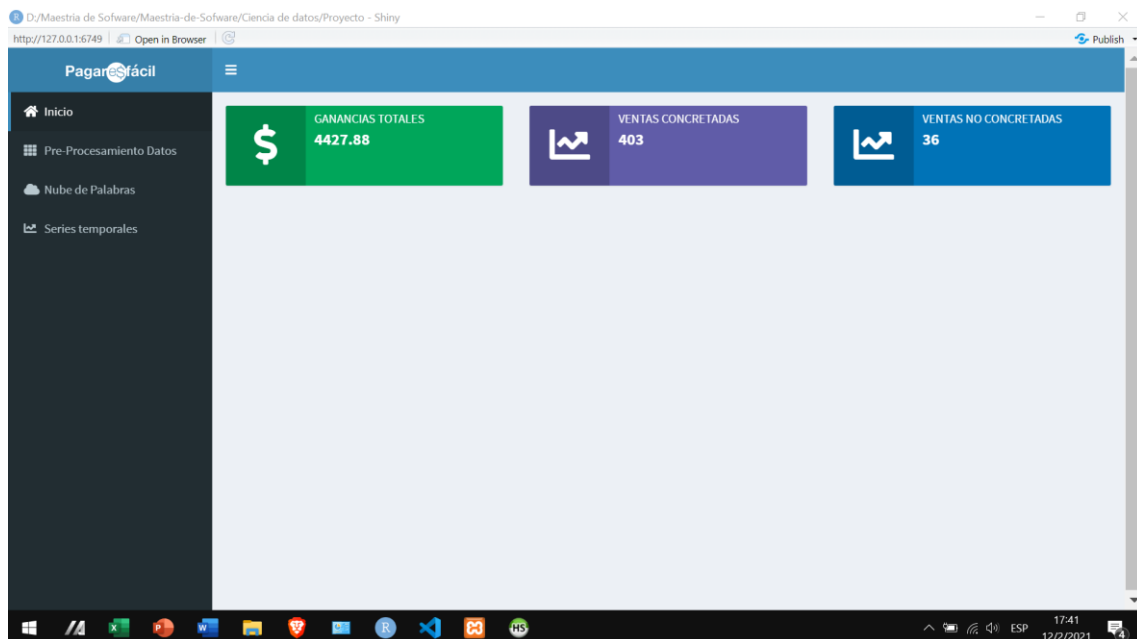 D:/Maestria de Sofware/Maestria-de-Sofware/Ciencia de datos/Proyecto - Shiny
http://127.0.0.1:6749 Open in Browser Publish
Pagaresfácil
Inicio
Pre-Procesamiento Datos
Nube de Palabras
Series temporales
GANANCIAS TOTALES
4427.88
VENTAS CONCRETADAS
403
VENTAS NO CONCRETADAS
36
HS
ESP
17:41
12/2/2021
4